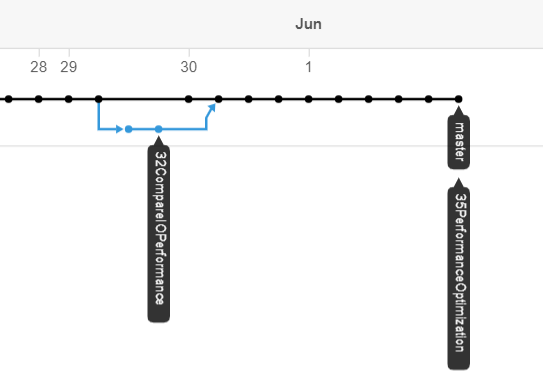 Jun
28 29 30 1
master
32CompareIOPerformance
35PerformanceOptimization